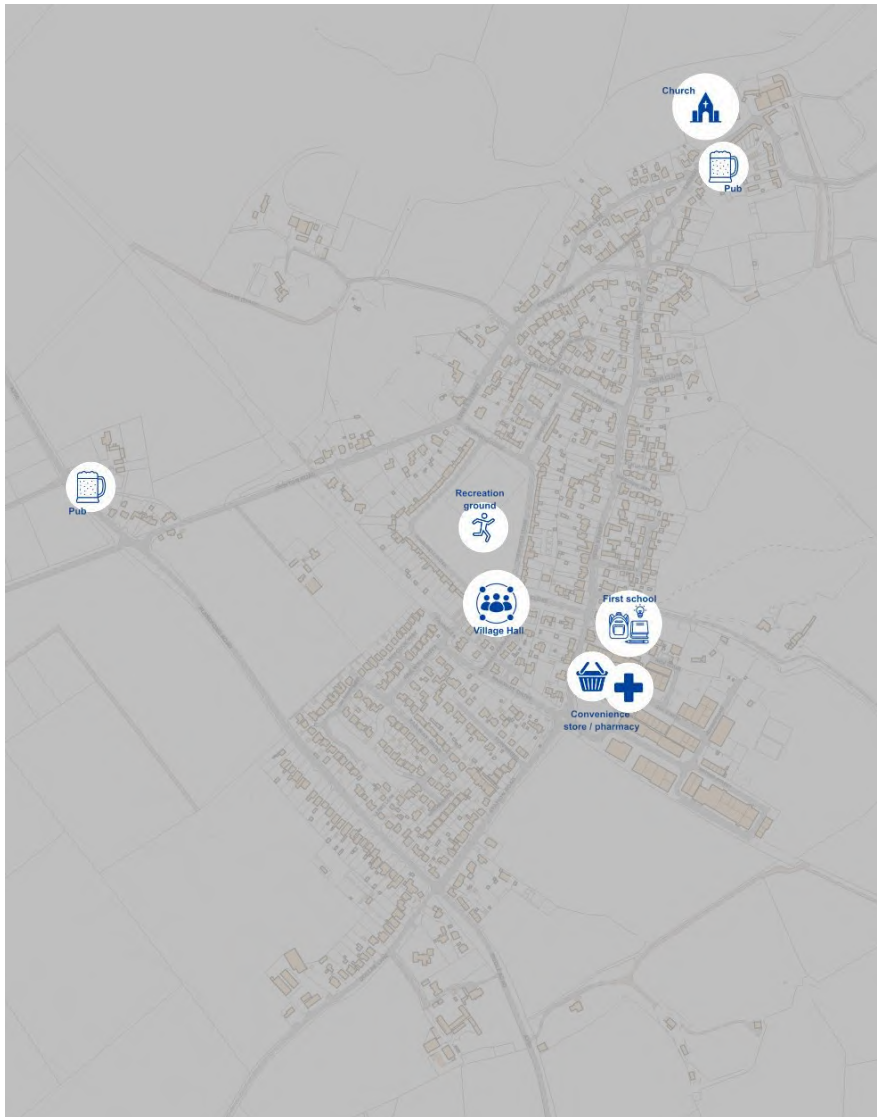 Church
Pub
Pub
Recreation
ground
Village Hall
First school
Convenience
store / pharmacy